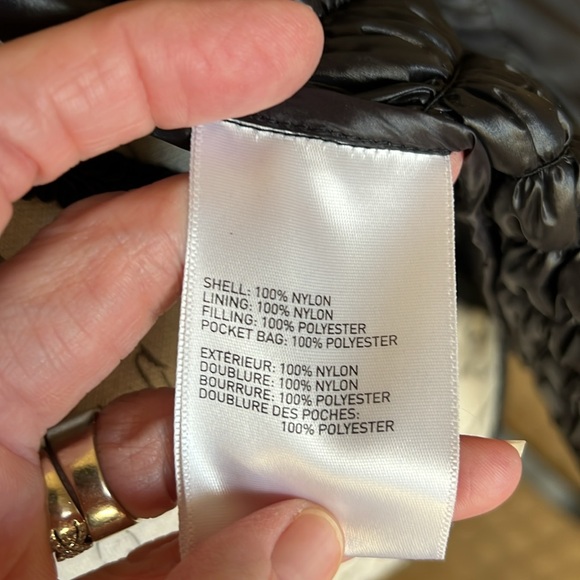 SHELL: 100% NYLON
LINING: 100% NYLON
FILLING: 100% POLYESTER
POCKET BAG: 100% POLYESTER
EXTÉRIEUR: 100% NYLON
DOUBLURE: 100% NYLON
BOURRURE: 100% POLYESTER
DOUBLURE DES POCHES:
100% POLYESTER